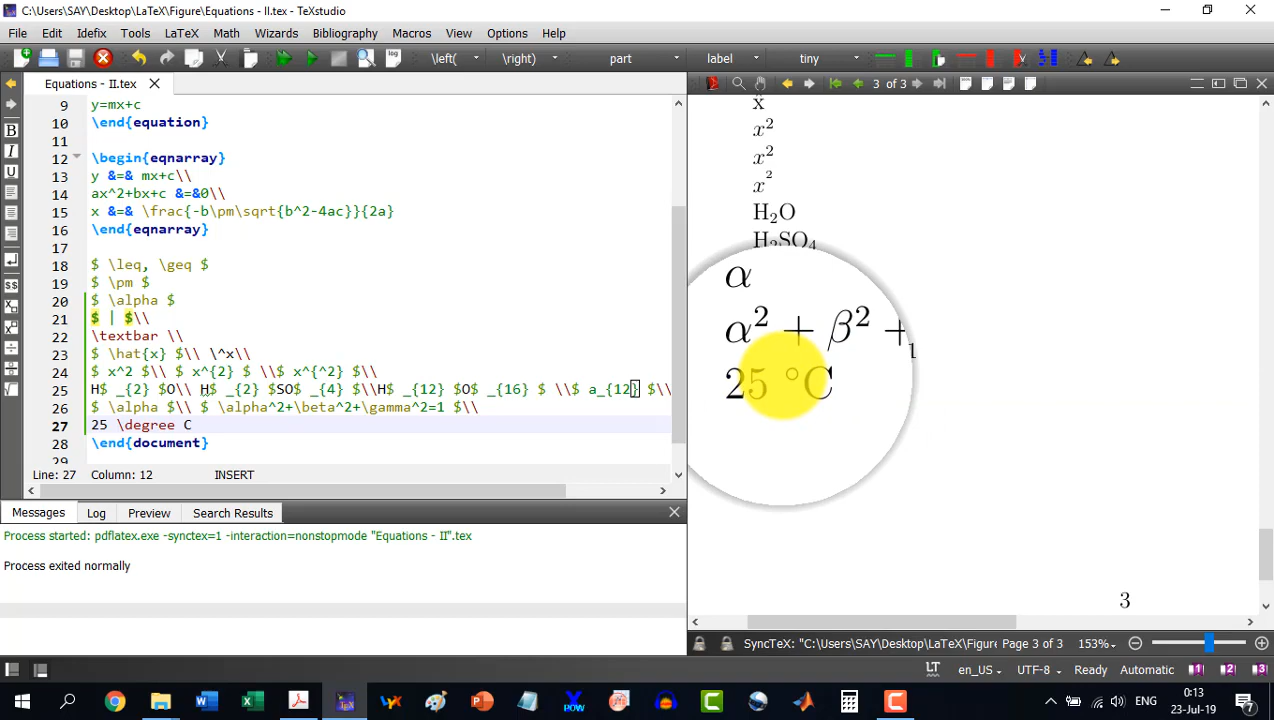 C:\Users\SAY\Desktop\LaTeX\Figure\Equations - II.tex - TeXstudio
File Edit Idefix Tools LaTeX Math Wizards Bibliography Macros View Options Help
\left( \right) part label tiny
Equations - II.tex
3 of 3
9 y=mx+c
10 \end{equation}
11
12 \begin{eqnarray}
13 y &=& mx+c\\
14 ax^2+bx+c &=&0\\
15 x &=& \frac{-b\pm\sqrt{b^2-4ac}}{2a}
16 \end{eqnarray}
17
18 $ \leq, \geq $
19 $ \pm $
20 $ \alpha $
21 $ | $\\
22 \textbar \\
23 $ \hat{x} $\\ \^x\\
24 $ x^2 $\\ $ x^{2} $ \\$ x^{^2} $\\
25 H$ _{2} $O\\ H$ _{2} $SO$ _{4} $\\H$ _{12} $O$ _{16} $ \\$ a_{12} $\\
26 $ \alpha $\\ $ \alpha^2+\beta^2+\gamma^2=1 $\\
27 25 \degree C
28 \end{document}
29
Line: 27 Column: 12 INSERT
Messages Log Preview Search Results
Process started: pdflatex.exe -synctex=1 -interaction=nonstopmode "Equations - II".tex
Process exited normally
x̂
x²
x²
x²
H₂O
H₂SO₄
α
α² + β² +
1
25 °C
3
SyncTeX: "C:\Users\SAY\Desktop\LaTeX\Figur Page 3 of 3 153%
en_US UTF-8 Ready Automatic 1 2 3
ENG 0:13
23-Jul-19 7